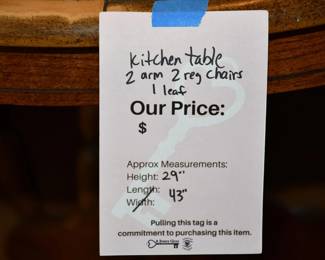 kitchen table
2 arm 2 reg chairs
1 leaf
Our Price:
$
Approx Measurements:
Height: 29"
Length: 43"
Width:
Pulling this tag is a
commitment to purchasing this item.